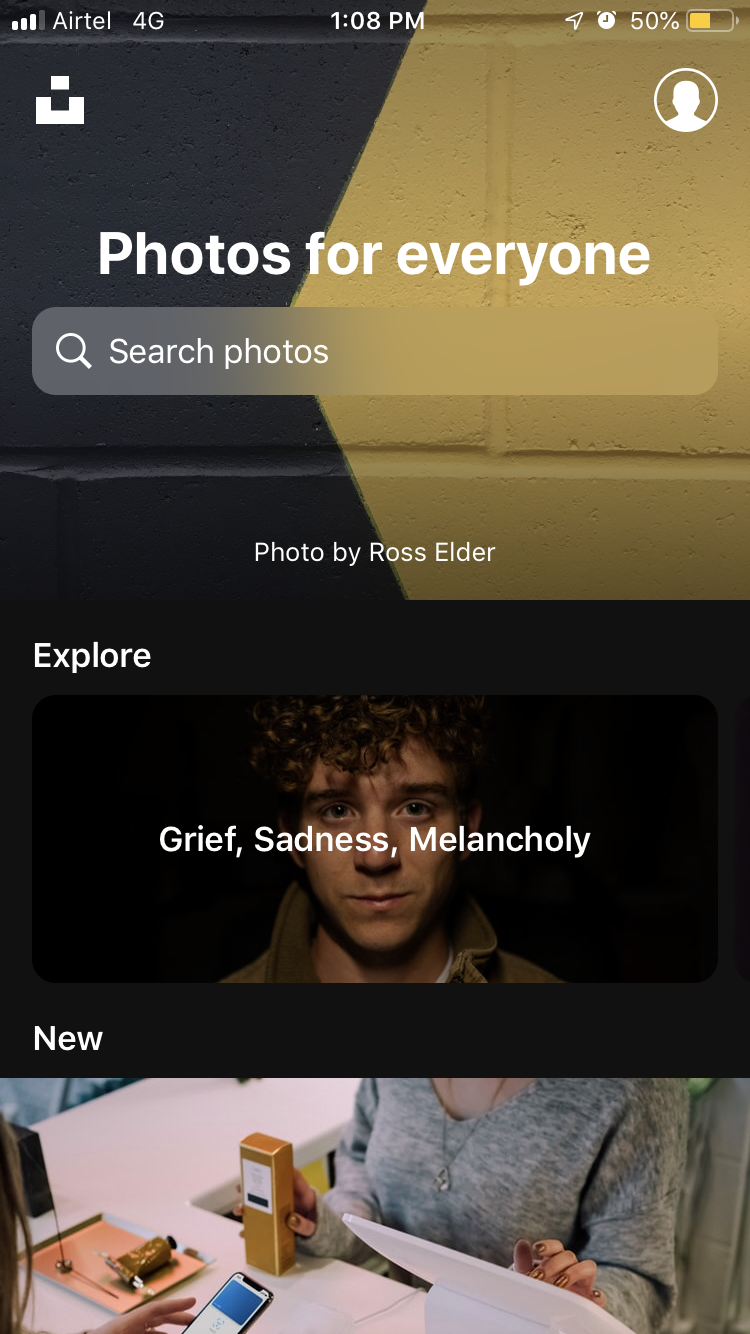 Airtel 4G 1:08 PM 50%
Photos for everyone
Search photos
Photo by Ross Elder
Explore
Grief, Sadness, Melancholy
New